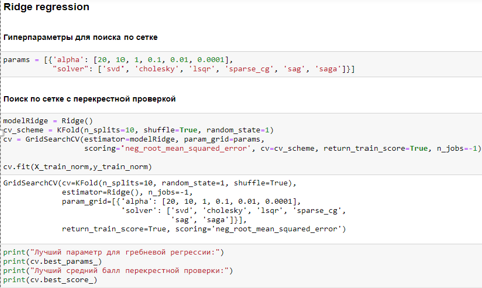 Ridge regression
Гиперпараметры для поиска по сетке
params = [{'alpha': [20, 10, 1, 0.1, 0.01, 0.0001],
"solver": ['svd', 'cholesky', 'lsqr', 'sparse_cg', 'sag', 'saga']}]
Поиск по сетке с перекрестной проверкой
modelRidge = Ridge()
cv_scheme = KFold(n_splits=10, shuffle=True, random_state=1)
cv = GridSearchCV(estimator=modelRidge, param_grid=params,
scoring='neg_root_mean_squared_error', cv=cv_scheme, return_train_score=True, n_jobs=-1)
cv.fit(X_train_norm,y_train_norm)
GridSearchCV(cv=KFold(n_splits=10, random_state=1, shuffle=True),
estimator=Ridge(), n_jobs=-1,
param_grid=[{'alpha': [20, 10, 1, 0.1, 0.01, 0.0001],
'solver': ['svd', 'cholesky', 'lsqr', 'sparse_cg',
'sag', 'saga']}],
return_train_score=True, scoring='neg_root_mean_squared_error')
print("Лучший параметр для гребневой регрессии:")
print(cv.best_params_)
print("Лучший средний балл перекрестной проверки:")
print(cv.best_score_)